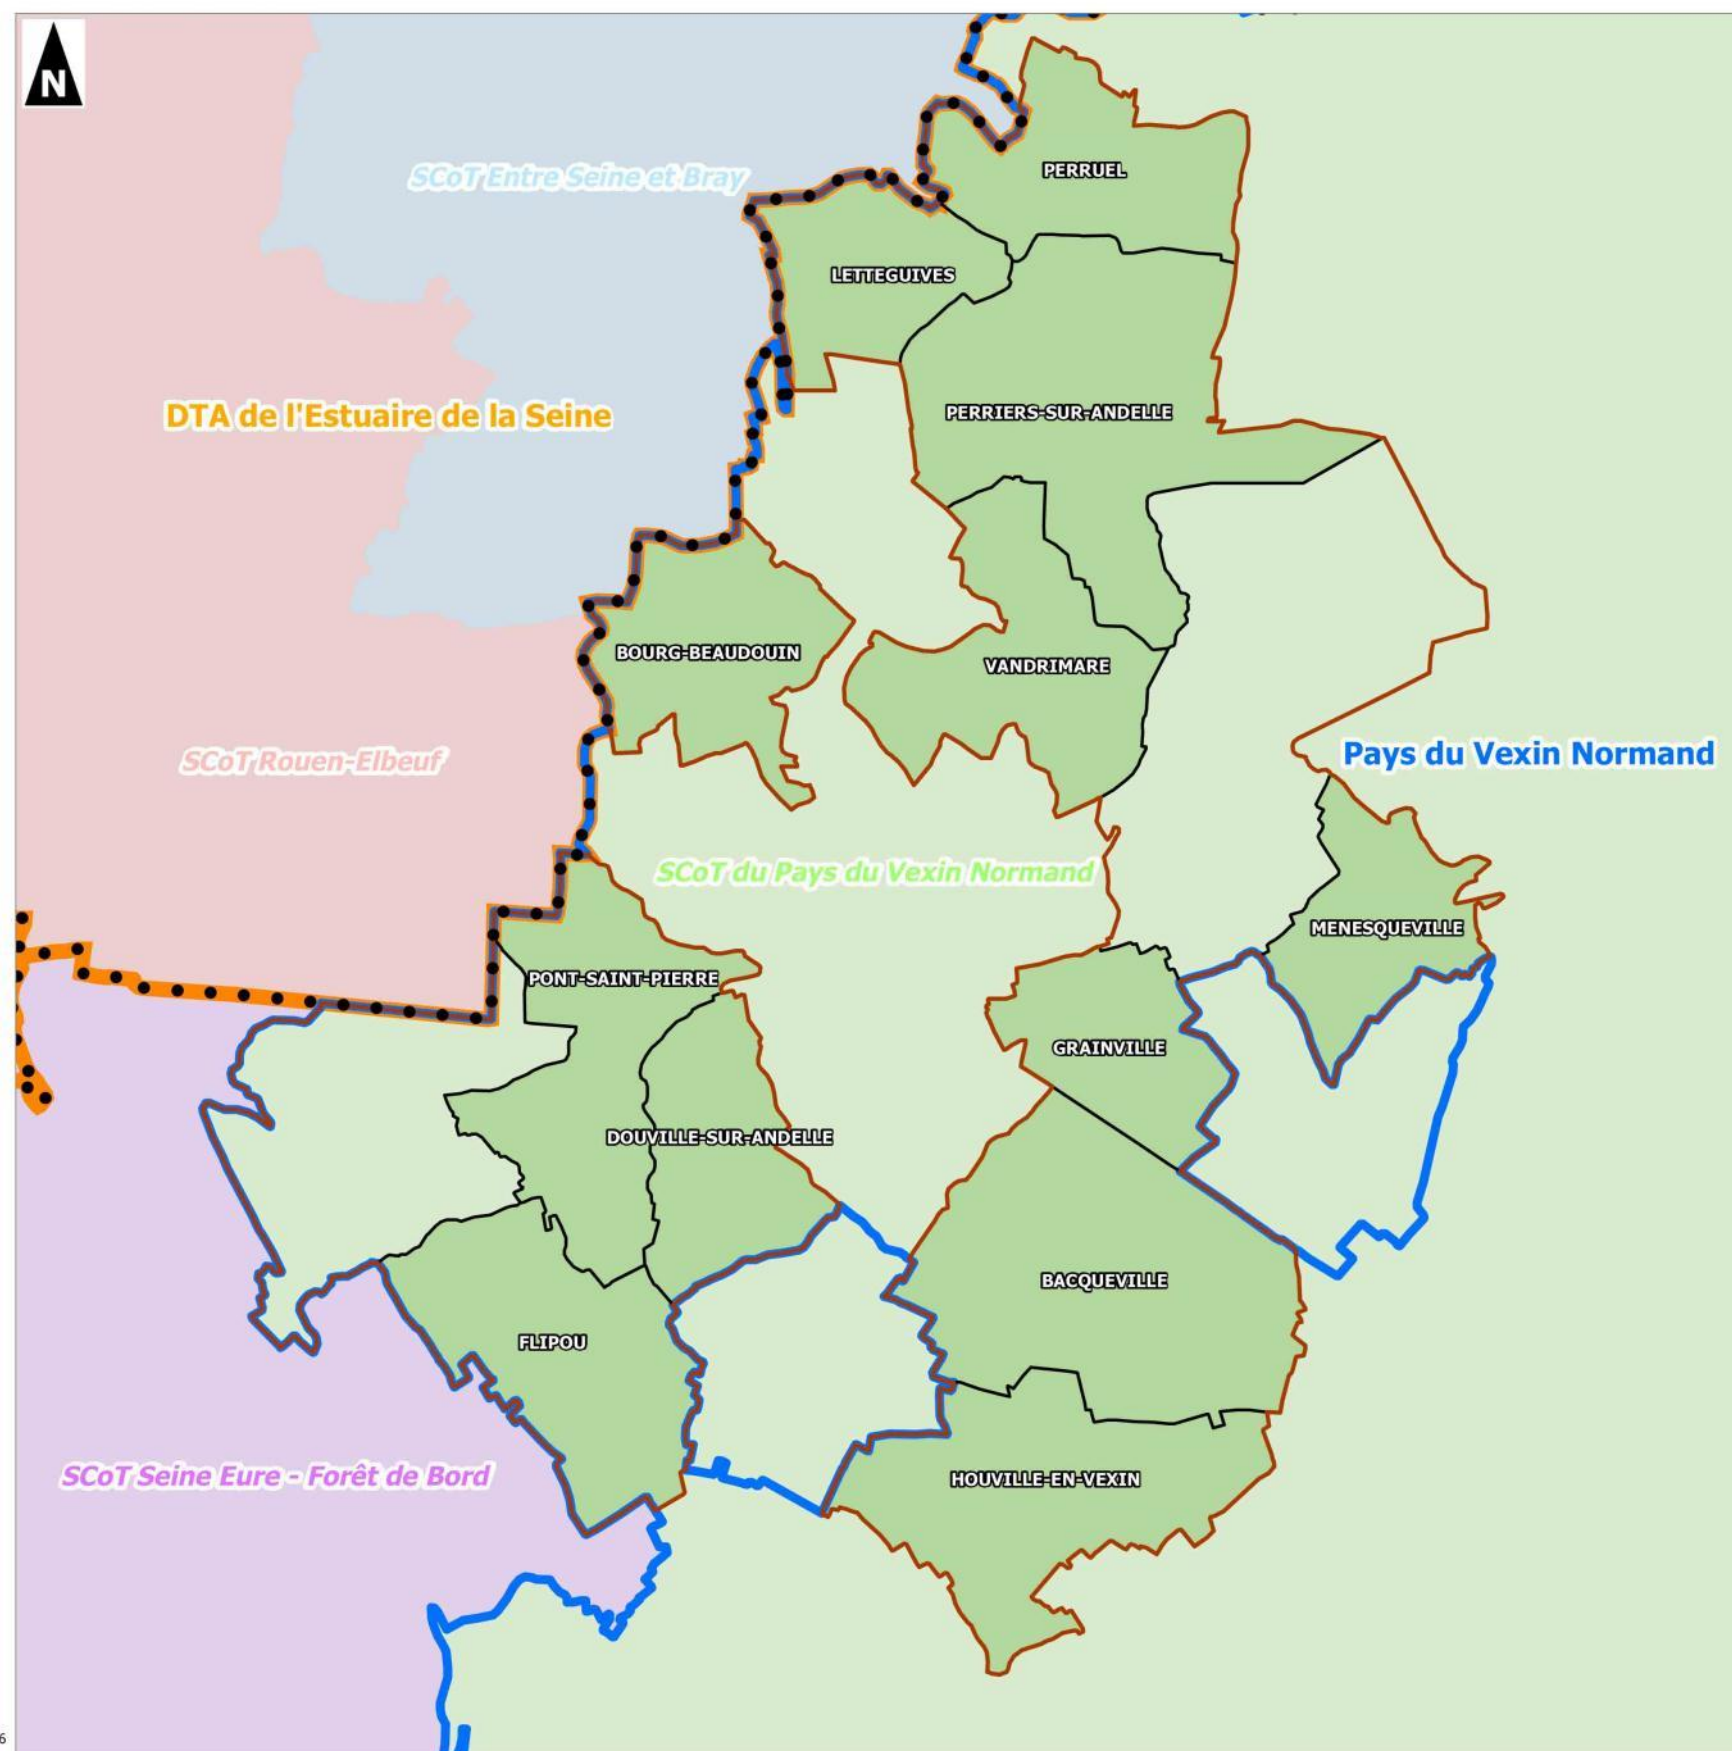 N
PERRUEL
SCoT Entre Seine et Bray
LETTEGUIVES
DTA de l'Estuaire de la Seine
PERRIERS-SUR-ANDELLE
BOURG-BEAUDOUIN
VANDRIMARE
SCoT Rouen-Elbeuf
Pays du Vexin Normand
SCoT du Pays du Vexin Normand
MENESQUEVILLE
PONT-SAINT-PIERRE
GRAINVILLE
DOUVILLE-SUR-ANDELLE
BACQUEVILLE
FLIPOU
SCoT Seine Eure - Forêt de Bord
HOUVILLE-EN-VEXIN
6